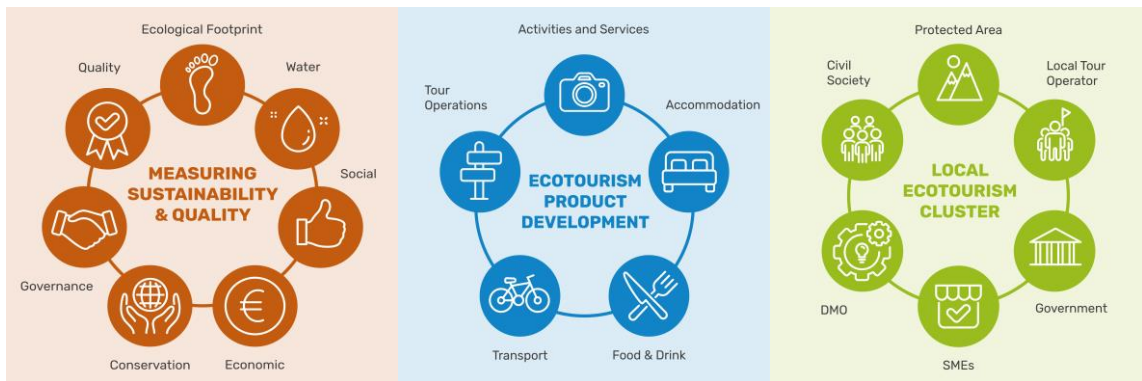 Ecological Footprint
Quality
Water
MEASURING
SUSTAINABILITY
& QUALITY
Social
Governance
Conservation
Economic
Activities and Services
Tour
Operations
Accommodation
ECOTOURISM
PRODUCT
DEVELOPMENT
Transport
Food & Drink
Protected Area
Civil
Society
Local Tour
Operator
LOCAL
ECOTOURISM
CLUSTER
DMO
Government
SMEs